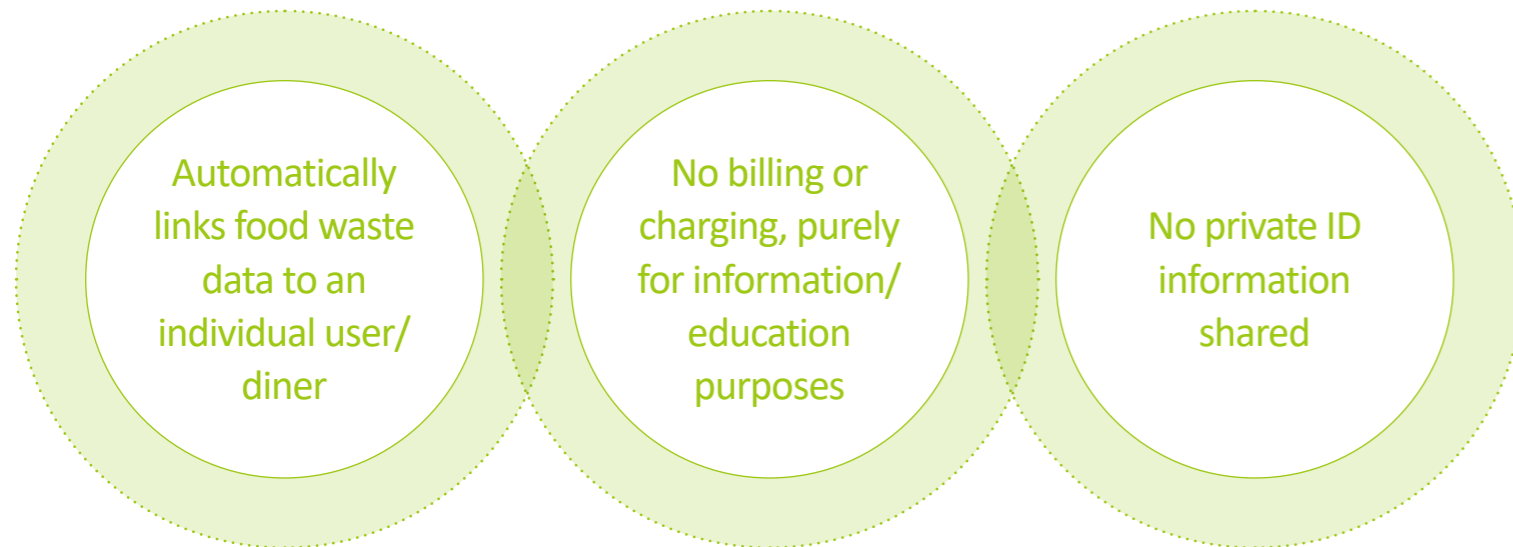 Automatically
links food waste
data to an
individual user/
diner
No billing or
charging, purely
for information/
education
purposes
No private ID
information
shared